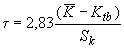 τ = 2,83 (K̅ − K_tb) / S_k